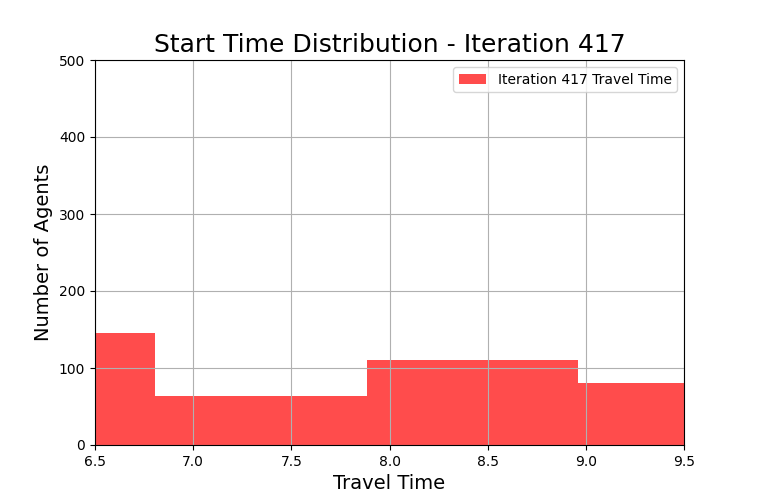 Start Time Distribution - Iteration 417
500
400
300
200
100
0
Number of Agents
Iteration 417 Travel Time
6.5 7.0 7.5 8.0 8.5 9.0 9.5
Travel Time